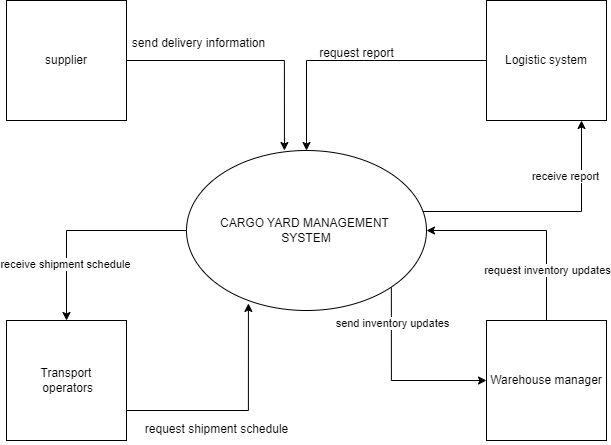 send delivery information
request report
supplier
Logistic system
receive report
CARGO YARD MANAGEMENT
SYSTEM
receive shipment schedule
request inventory updates
send inventory updates
Transport
operators
Warehouse manager
request shipment schedule